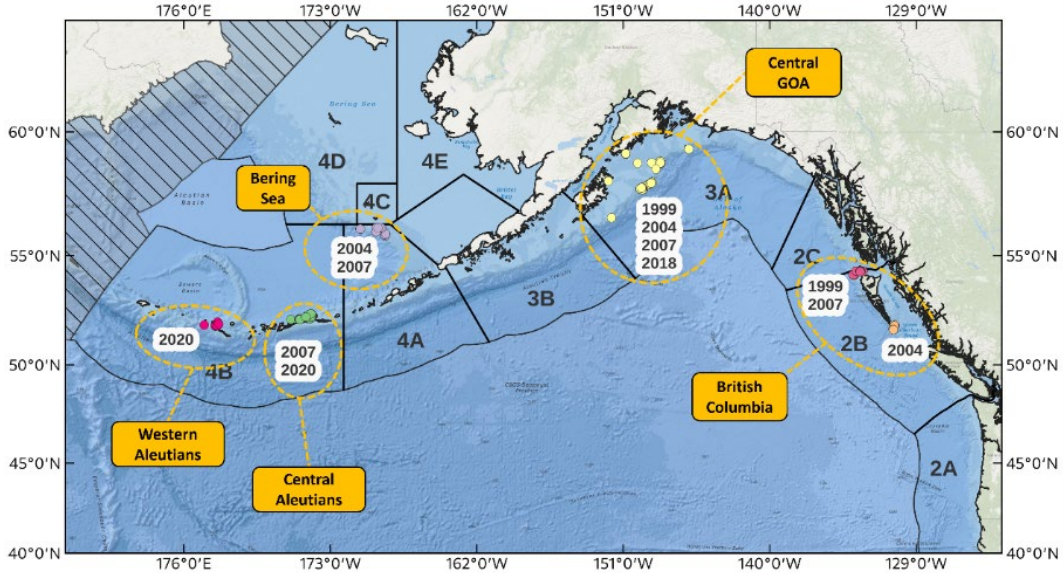 176°0'E 173°0'W 162°0'W 151°0'W 140°0'W 129°0'W
Central
GOA
Bering Sea
60°0'N 60°0'N
4D 4E
Bering
Sea
Aleutian
Basin
4C
3A
1999
2004
2007
2018
55°0'N 55°0'N
2004
2007
2C
1999
2007
Bowers
Basin
3B
2020
4A
2B
2004
2007
2020
50°0'N 50°0'N
4B
British
Columbia
Western
Aleutians
Central
Aleutians
45°0'N 45°0'N
2A
40°0'N 40°0'N
176°0'E 173°0'W 162°0'W 151°0'W 140°0'W 129°0'W